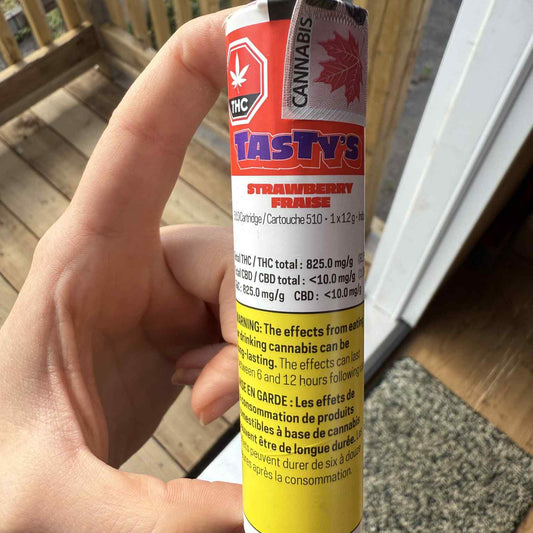 THC
CANNABIS
TASTY'S
STRAWBERRY
FRAISE
Cartridge / Cartouche 510 • 1 x 1.2 g •
THC / THC total : 825.0 mg/g
CBD / CBD total : <10.0 mg/g
825.0 mg/g CBD : <10.0 mg/g
WARNING: The effects from eating
drinking cannabis can be
long-lasting. The effects can last
between 6 and 12 hours following
MISE EN GARDE : Les effets de
consommation de produits
comestibles à base de cannabis
peuvent être de longue durée.
peuvent durer de six à douze
après la consommation.